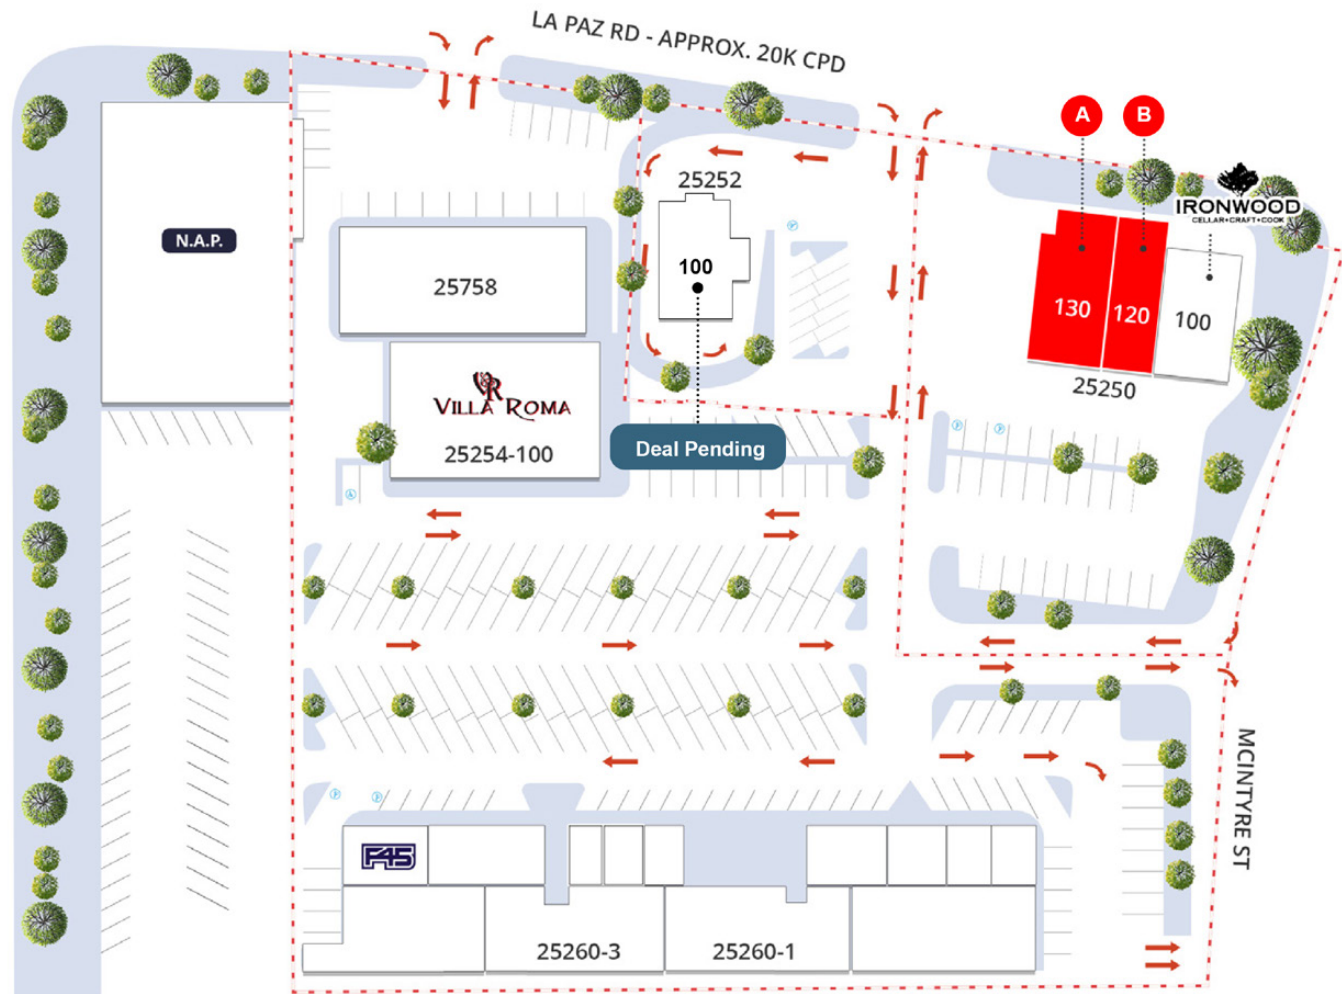 LA PAZ RD - APPROX. 20K CPD
A
B
IRONWOOD
CELLAR•CRAFT•COOK
25252
N.A.P.
100
25758
130
120
100
25250
VR
VILLA ROMA
25254-100
Deal Pending
MCINTYRE ST
F45
25260-3
25260-1